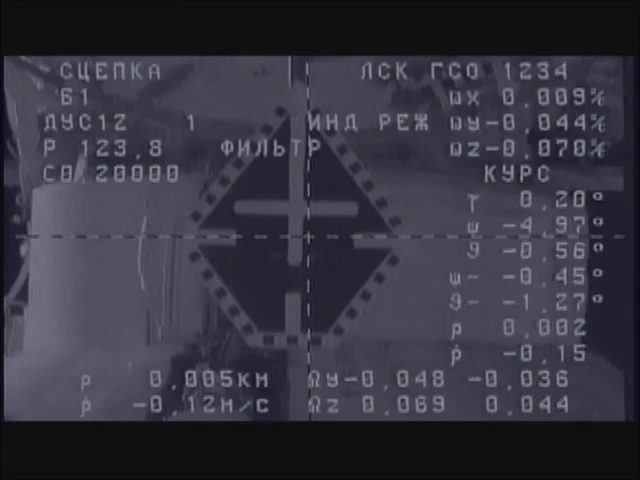 СЦЕПКА ЛСК ГСО 1234
Б1 ωX 0,009%
ДУС12 1 ИНД РЕЖ ωУ-0,044%
Р 123,8 ФИЛЬТР ωZ-0,070%
СО,20000 КУРС
γ 0,20°
ψ -4,97°
ϑ -0,56°
ψ- -0,45°
ϑ- -1,27°
ρ 0,002
ρ̇ -0,15
ρ 0,005КМ ΩУ-0,048 -0,036
ρ̇ -0,12М/С ΩZ 0,069 0,044